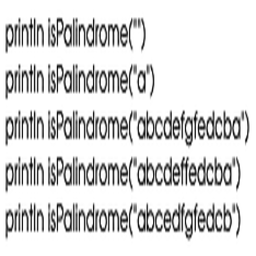 println isPalindrome("")
println isPalindrome("a")
println isPalindrome("abcdefgfedcba")
println isPalindrome("abcdeffedcba")
println isPalindrome("abcedfgfedcb")